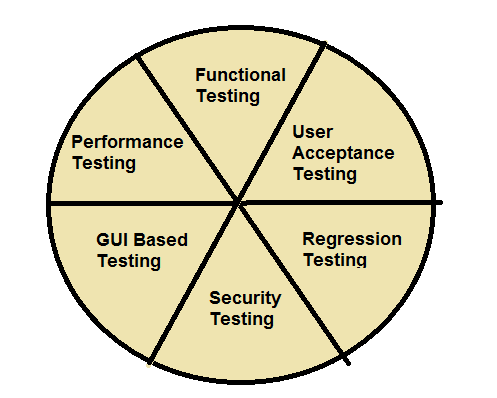 Functional
Testing
User
Acceptance
Testing
Performance
Testing
Regression
Testing
GUI Based
Testing
Security
Testing